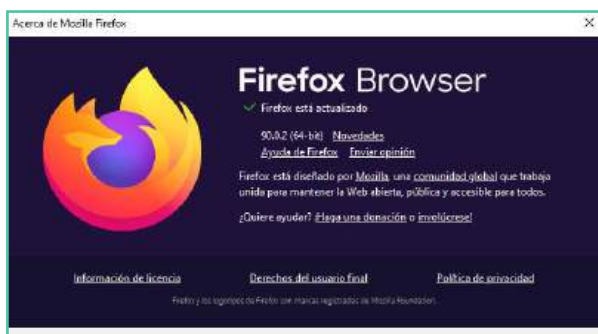 Acerca de Mozilla Firefox
Firefox Browser
Firefox está actualizado
90.0.2 (64-bit) Novedades
Ayuda de Firefox Enviar opinión
Firefox está diseñado por Mozilla, una comunidad global que trabaja
unida para mantener la Web abierta, pública y accesible para todos.
¿Quiere ayudar? ¡Haga una donación o involúcrese!
Información de licencia Derechos del usuario final Política de privacidad
Firefox y los logotipos de Firefox son marcas registradas de Mozilla Foundation.